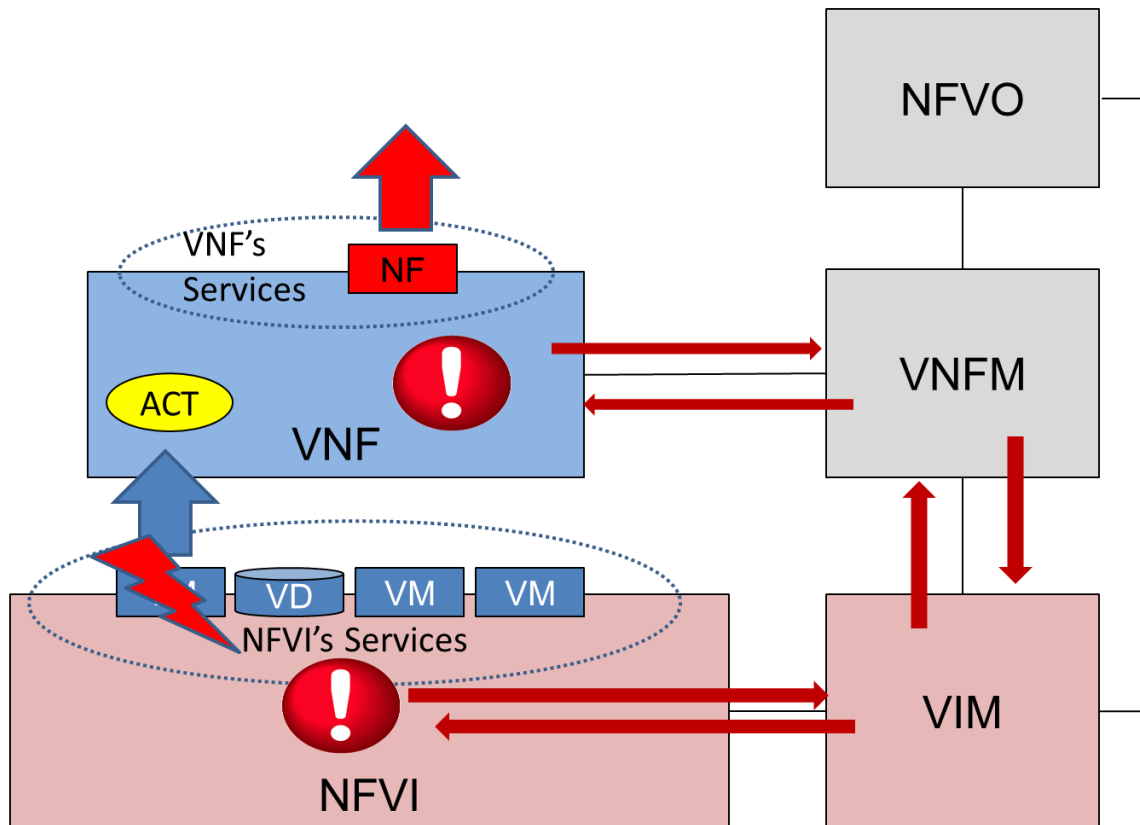 NFVO
VNF's
Services
NF
ACT
VNF
VNFM
VD
VM
VM
NFVI's Services
NFVI
VIM